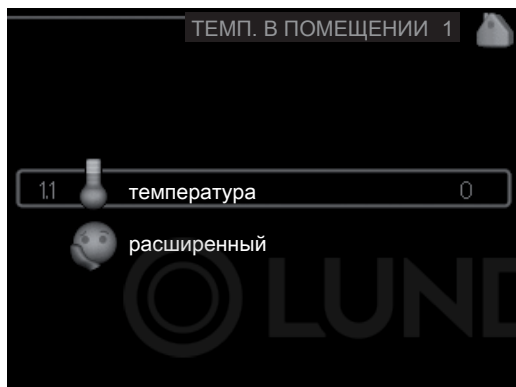 ТЕМП. В ПОМЕЩЕНИИ 1
1.1 температура 0
расширенный
LUND